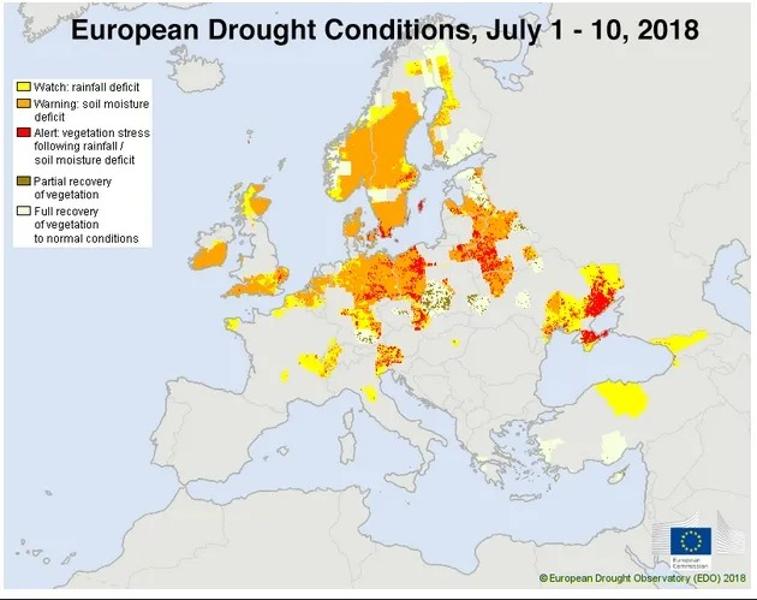 European Drought Conditions, July 1 - 10, 2018
Watch: rainfall deficit
Warning: soil moisture
deficit
Alert: vegetation stress
following rainfall /
soil moisture deficit
Partial recovery
of vegetation
Full recovery
of vegetation
to normal conditions
European
Commission
© European Drought Observatory (EDO) 2018